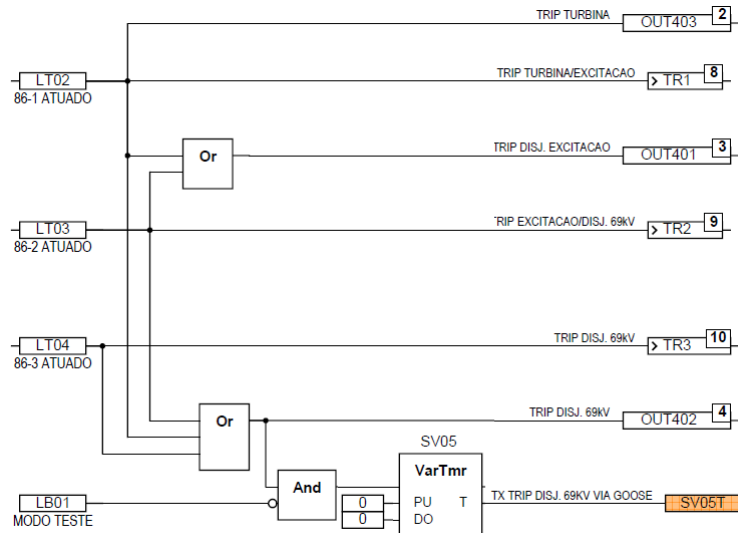 TRIP TURBINA
OUT403
2
LT02
86-1 ATUADO
TRIP TURBINA/EXCITACAO
> TR1
8
Or
TRIP DISJ. EXCITACAO
OUT401
3
LT03
86-2 ATUADO
RIP EXCITACAO/DISJ. 69kV
> TR2
9
LT04
86-3 ATUADO
TRIP DISJ. 69kV
> TR3
10
Or
TRIP DISJ. 69kV
OUT402
4
SV05
VarTmr
And
0
PU
T
TX TRIP DISJ. 69KV VIA GOOSE
SV05T
0
DO
LB01
MODO TESTE